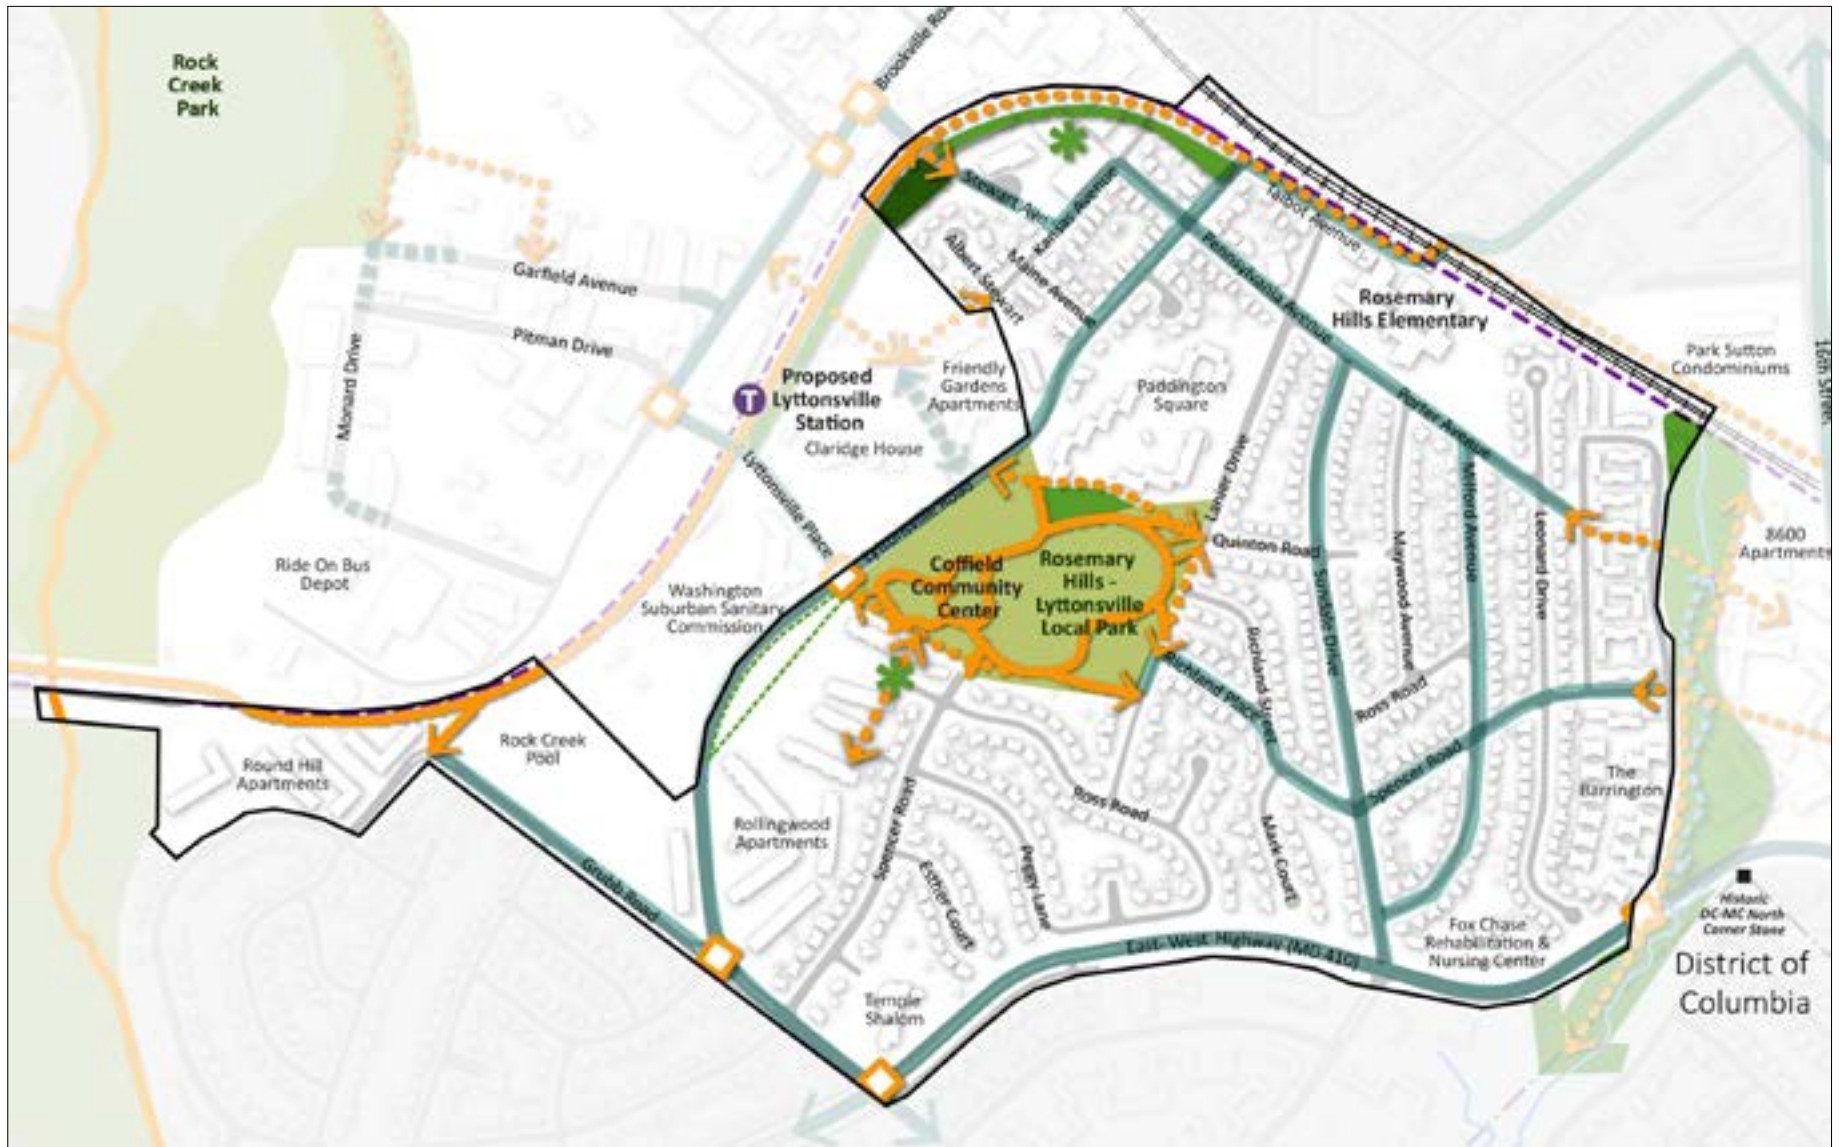 Rock
Creek
Park
Brookville Roa
Stewart Ave
Kansas Avenue
Talbot Avenue
Albert Stewart
Maine Avenue
Pennsylvania Avenue
Garfield Avenue
Pitman Drive
Monard Drive
Rosemary
Hills Elementary
Park Sutton
Condominiums
16th Street
Proposed
Lyttonsville
Station
T
Friendly
Gardens
Apartments
Paddington
Square
Claridge House
Porter Avenue
Lanier Drive
Lyttonsville Place
Milford Avenue
Leonard Drive
Quinton Road
Maywood Avenue
Sundale Drive
8600
Apartments
Ride On Bus
Depot
Washington
Suburban Sanitary
Commission
Coffield
Community
Center
Rosemary
Hills -
Lyttonsville
Local Park
Richland Place
Richland Street
Ross Road
Spencer Road
Rock Creek
Pool
Round Hill
Apartments
The
Barrington
Rollingwood
Apartments
Spencer Road
Ross Road
Mark Court
Peggy Lane
Esther Court
Grubb Road
East-West Highway (MD 410)
Fox Chase
Rehabilitation &
Nursing Center
Historic
DC-MC North
Corner Stone
District of
Columbia
Temple
Shalom